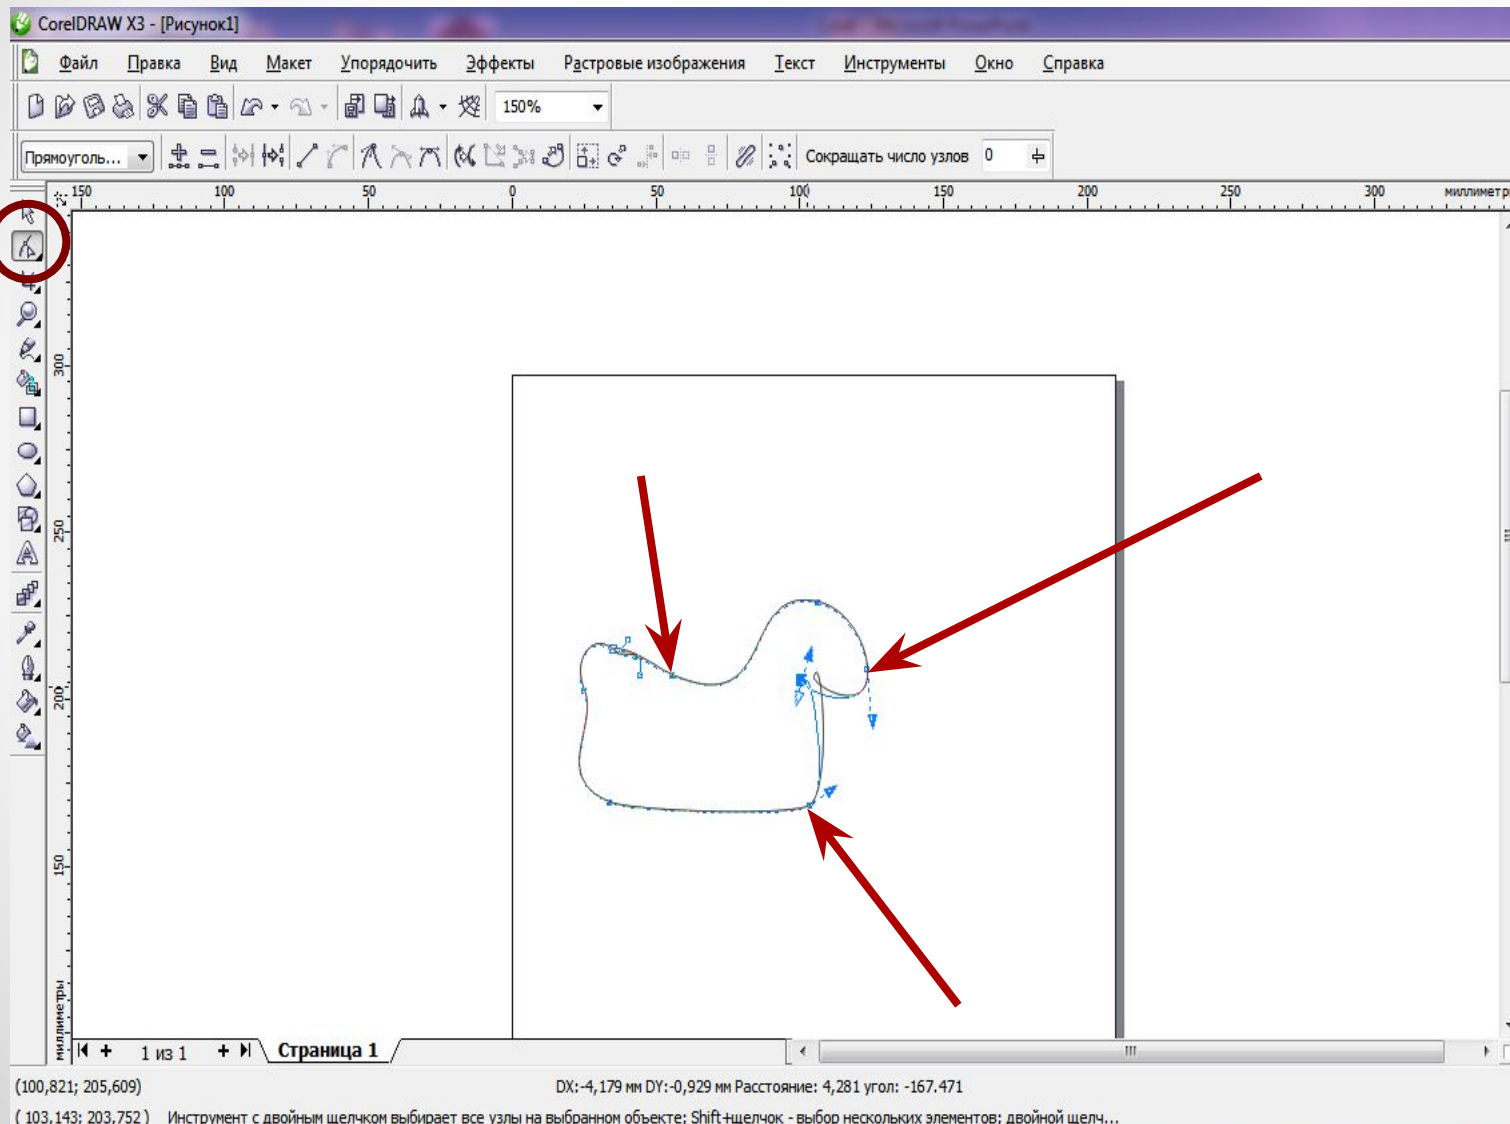 CorelDRAW X3 - [Рисунок1]
Файл Правка Вид Макет Упорядочить Эффекты Растровые изображения Текст Инструменты Окно Справка
150%
Прямоуголь... Сокращать число узлов 0
150 100 50 0 50 100 150 200 250 300 миллиметр
300
250
200
150
миллиметры
1 из 1 Страница 1
(100,821; 205,609) DX:-4,179 мм DY:-0,929 мм Расстояние: 4,281 угол: -167.471
( 103,143; 203,752 ) Инструмент с двойным щелчком выбирает все узлы на выбранном объекте; Shift+щелчок - выбор нескольких элементов; двойной щелч...